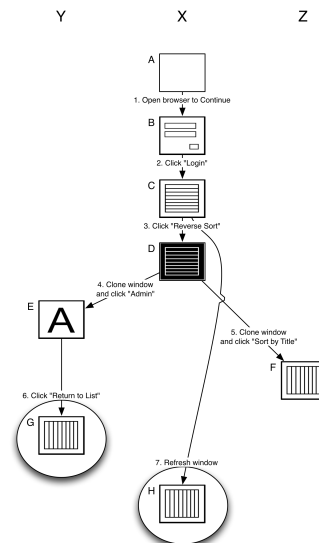 Y X Z
A
1. Open browser to Continue
B
2. Click "Login"
C
3. Click "Reverse Sort"
D
4. Clone window
and click "Admin"
E
A
5. Clone window
and click "Sort by Title"
F
6. Click "Return to List"
G
7. Refresh window
H